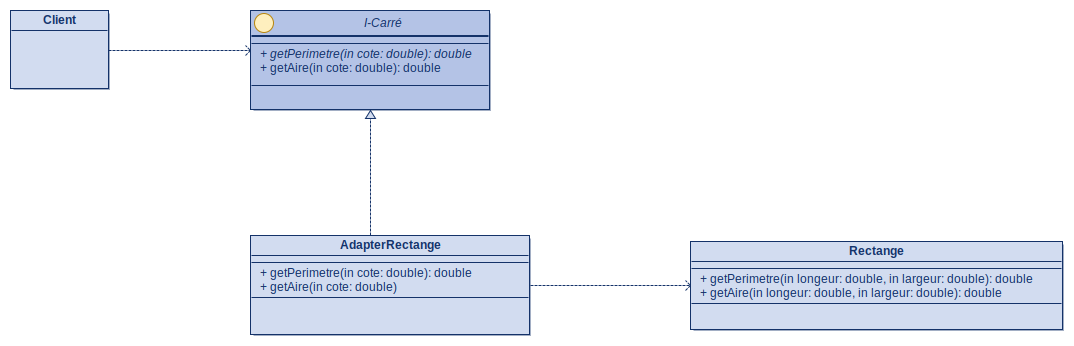 Client
I-Carré
+ getPerimetre(in cote: double): double
+ getAire(in cote: double): double
AdapterRectange
+ getPerimetre(in cote: double): double
+ getAire(in cote: double)
Rectange
+ getPerimetre(in longeur: double, in largeur: double): double
+ getAire(in longeur: double, in largeur: double): double